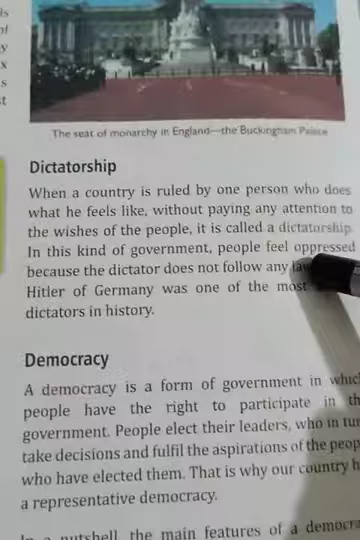 The seat of monarchy in England—the Buckingham Palace
Dictatorship
When a country is ruled by one person who does
what he feels like, without paying any attention to
the wishes of the people, it is called a dictatorship.
In this kind of government, people feel oppressed
because the dictator does not follow any
Hitler of Germany was one of the most
dictators in history.
Democracy
A democracy is a form of government in
people have the right to participate in
government. People elect their leaders, who in
take decisions and fulfil the aspirations of the
who have elected them. That is why our country
a representative democracy.
In a nutshell, the main features of a